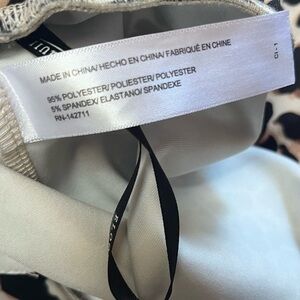 MADE IN CHINA/ HECHO EN CHINA/ FABRIQUÉ EN CHINE
95% POLYESTER/ POLIESTER/ POLYESTER
5% SPANDEX/ ELASTANO/ SPANDEXE
RN-142711